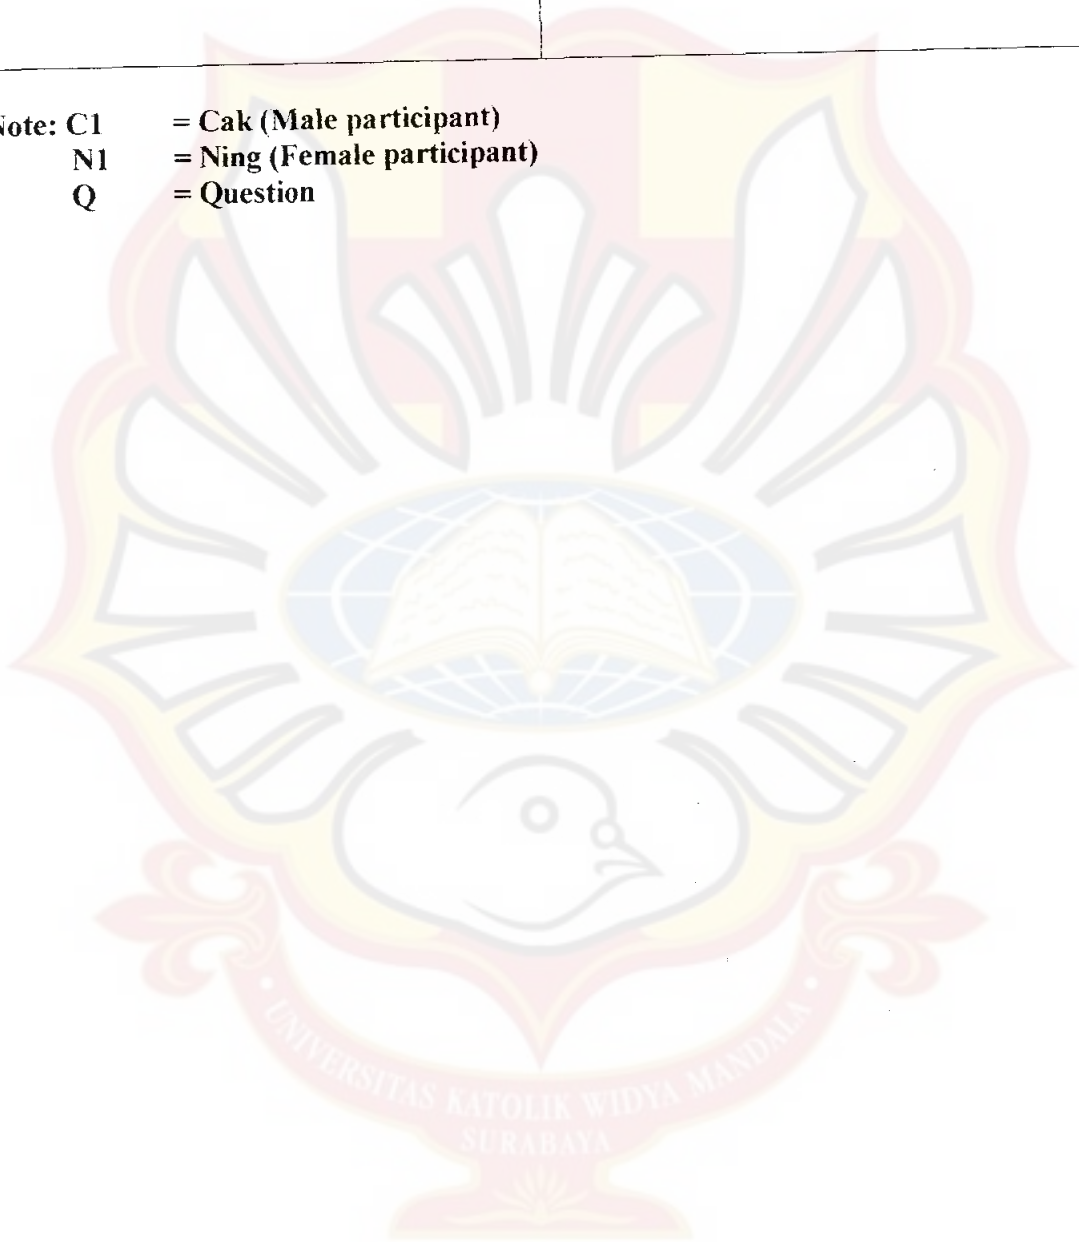 Note: C1 = Cak (Male participant)
N1 = Ning (Female participant)
Q = Question
UNIVERSITAS KATOLIK WIDYA MANDALA
SURABAYA